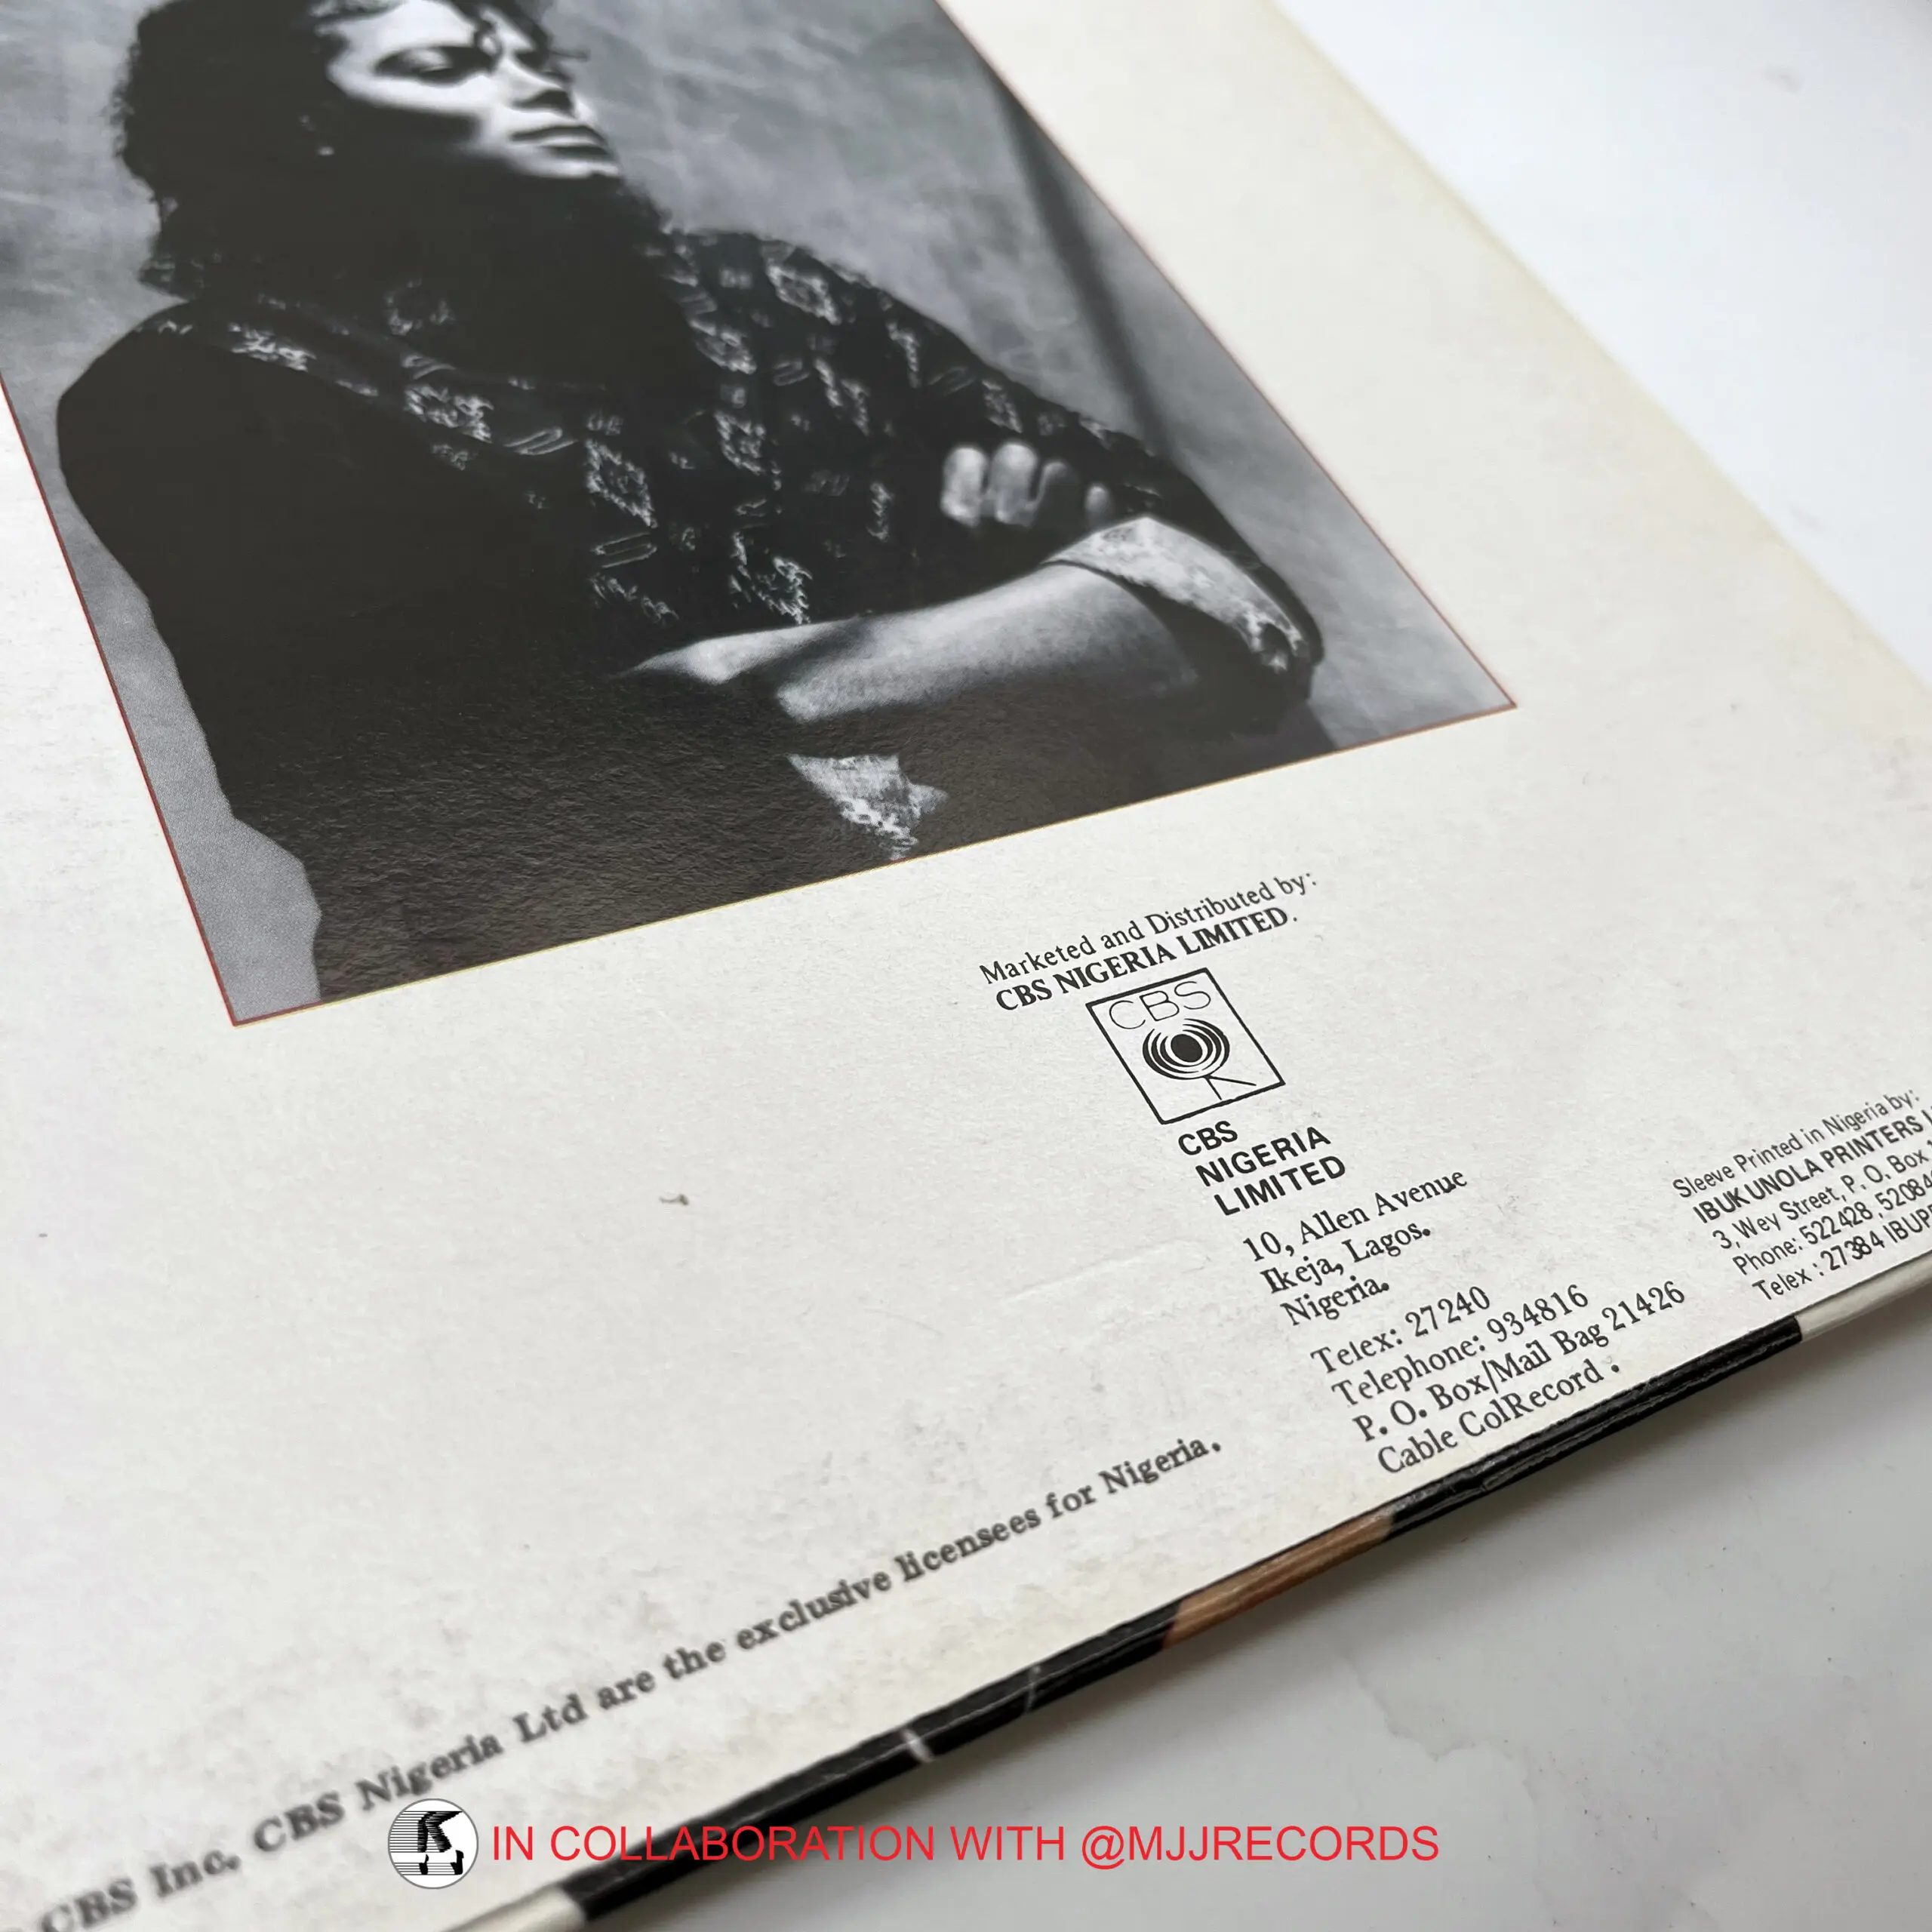 Marketed and Distributed by:
CBS NIGERIA LIMITED.
CBS
CBS
NIGERIA
LIMITED
10, Allen Avenue
Ikeja, Lagos.
Nigeria.
Telex: 27240
Telephone: 934816
P. O. Box/Mail Bag 21426
Cable ColRecord .
Sleeve Printed in Nigeria by:
IBUKUNOLA PRINTERS
3, Wey Street, P. O. Box
Phone: 522428, 52084
Telex : 27384 IBUP
CBS Inc. CBS Nigeria Ltd are the exclusive licensees for Nigeria.
IN COLLABORATION WITH @MJJRECORDS